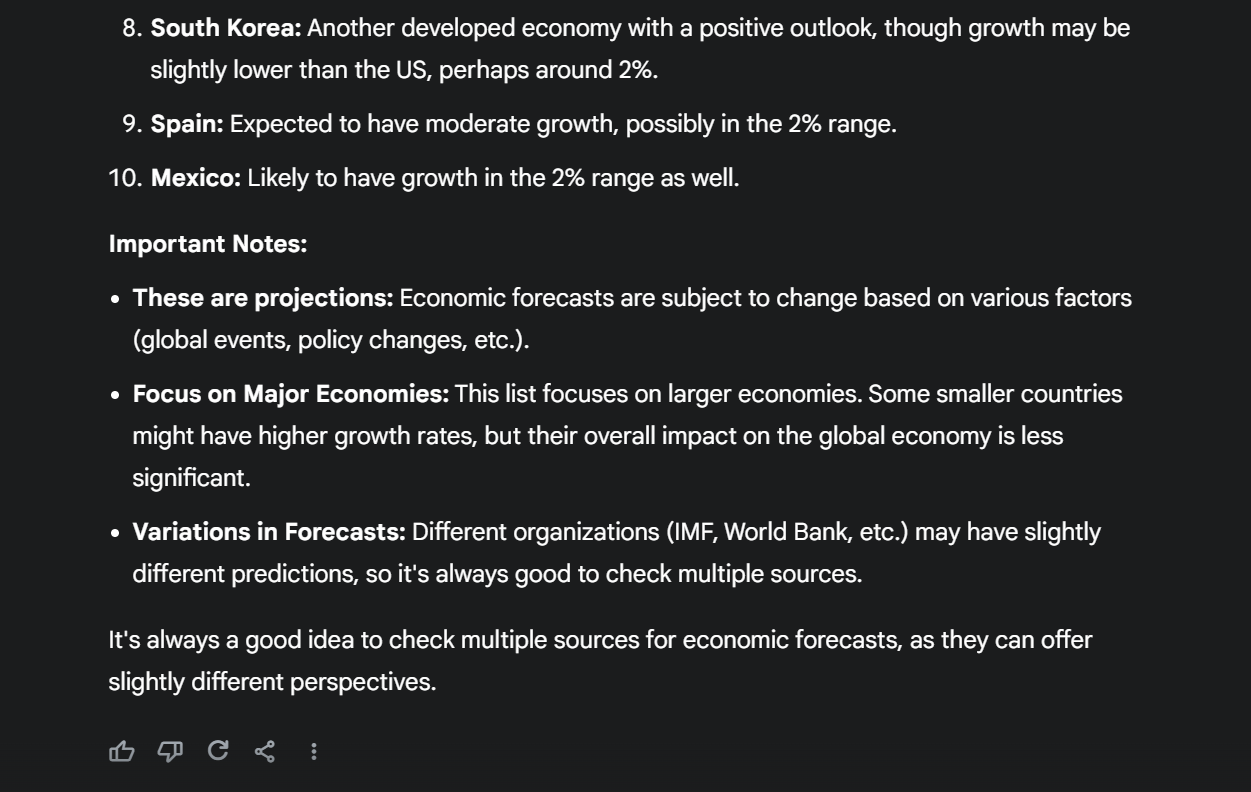 8. South Korea: Another developed economy with a positive outlook, though growth may be
slightly lower than the US, perhaps around 2%.
9. Spain: Expected to have moderate growth, possibly in the 2% range.
10. Mexico: Likely to have growth in the 2% range as well.
Important Notes:
• These are projections: Economic forecasts are subject to change based on various factors
(global events, policy changes, etc.).
• Focus on Major Economies: This list focuses on larger economies. Some smaller countries
might have higher growth rates, but their overall impact on the global economy is less
significant.
• Variations in Forecasts: Different organizations (IMF, World Bank, etc.) may have slightly
different predictions, so it's always good to check multiple sources.
It's always a good idea to check multiple sources for economic forecasts, as they can offer
slightly different perspectives.